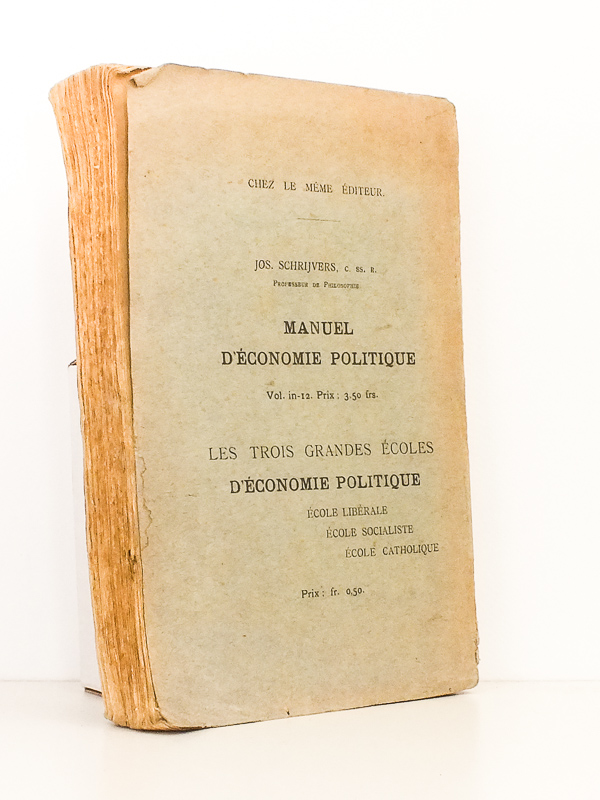 CHEZ LE MÊME ÉDITEUR.
JOS. SCHRIJVERS, C. SS. R.
PROFESSEUR DE PHILOSOPHIE
MANUEL
D'ÉCONOMIE POLITIQUE
Vol. in-12. Prix : 3.50 frs.
LES TROIS GRANDES ÉCOLES
D'ÉCONOMIE POLITIQUE
ÉCOLE LIBÉRALE
ÉCOLE SOCIALISTE
ÉCOLE CATHOLIQUE
Prix : fr. 0,50.